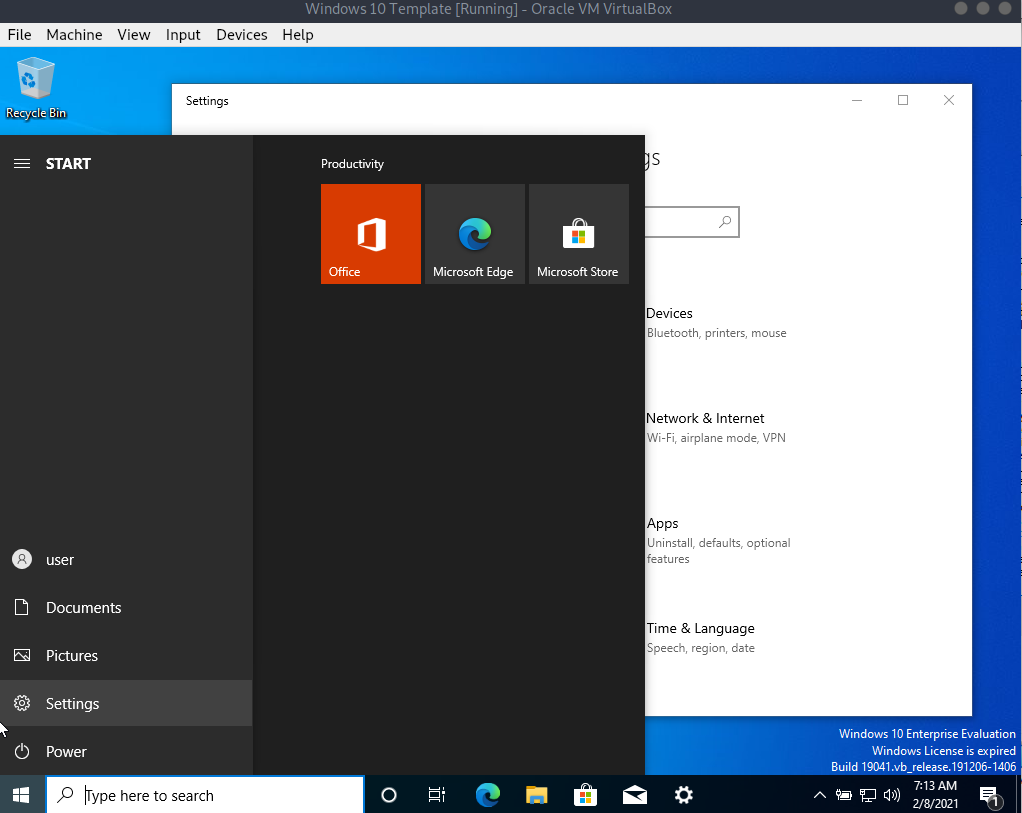 Windows 10 Template [Running] - Oracle VM VirtualBox
File Machine View Input Devices Help
Recycle Bin
Settings
START
Productivity
gs
Office
Microsoft Edge
Microsoft Store
Devices
Bluetooth, printers, mouse
Network & Internet
Wi-Fi, airplane mode, VPN
Apps
Uninstall, defaults, optional
features
Time & Language
Speech, region, date
user
Documents
Pictures
Settings
Power
Windows 10 Enterprise Evaluation
Windows License is expired
Build 19041.vb_release.191206-1406
Type here to search
7:13 AM
2/8/2021
1